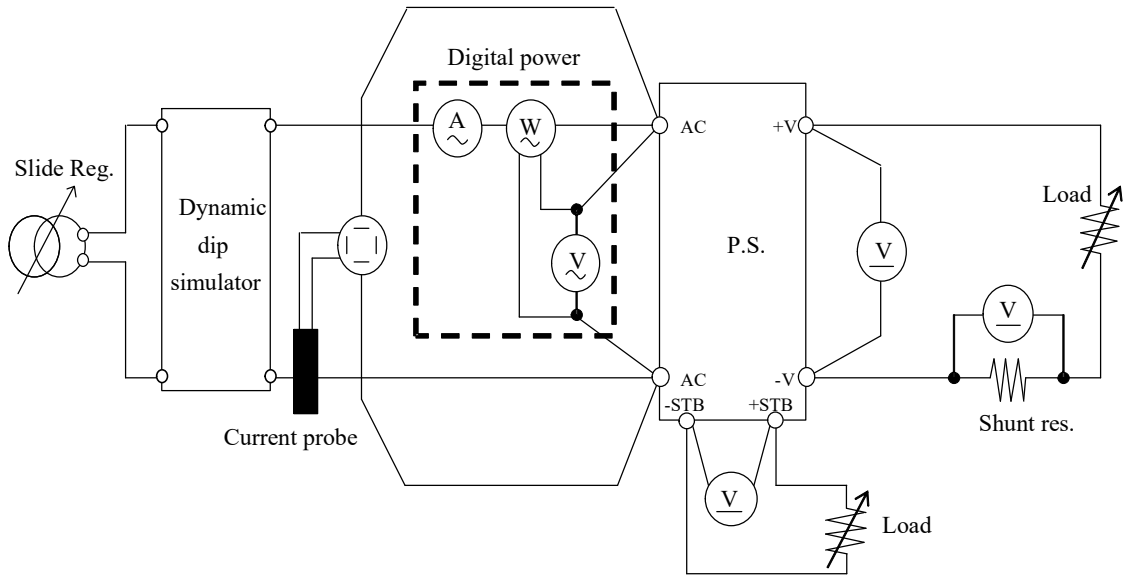 Digital power
A
W
AC
+V
Slide Reg.
Dynamic
dip
simulator
Load
V
P.S.
V
V
AC
-V
-STB
+STB
Current probe
Shunt res.
V
Load